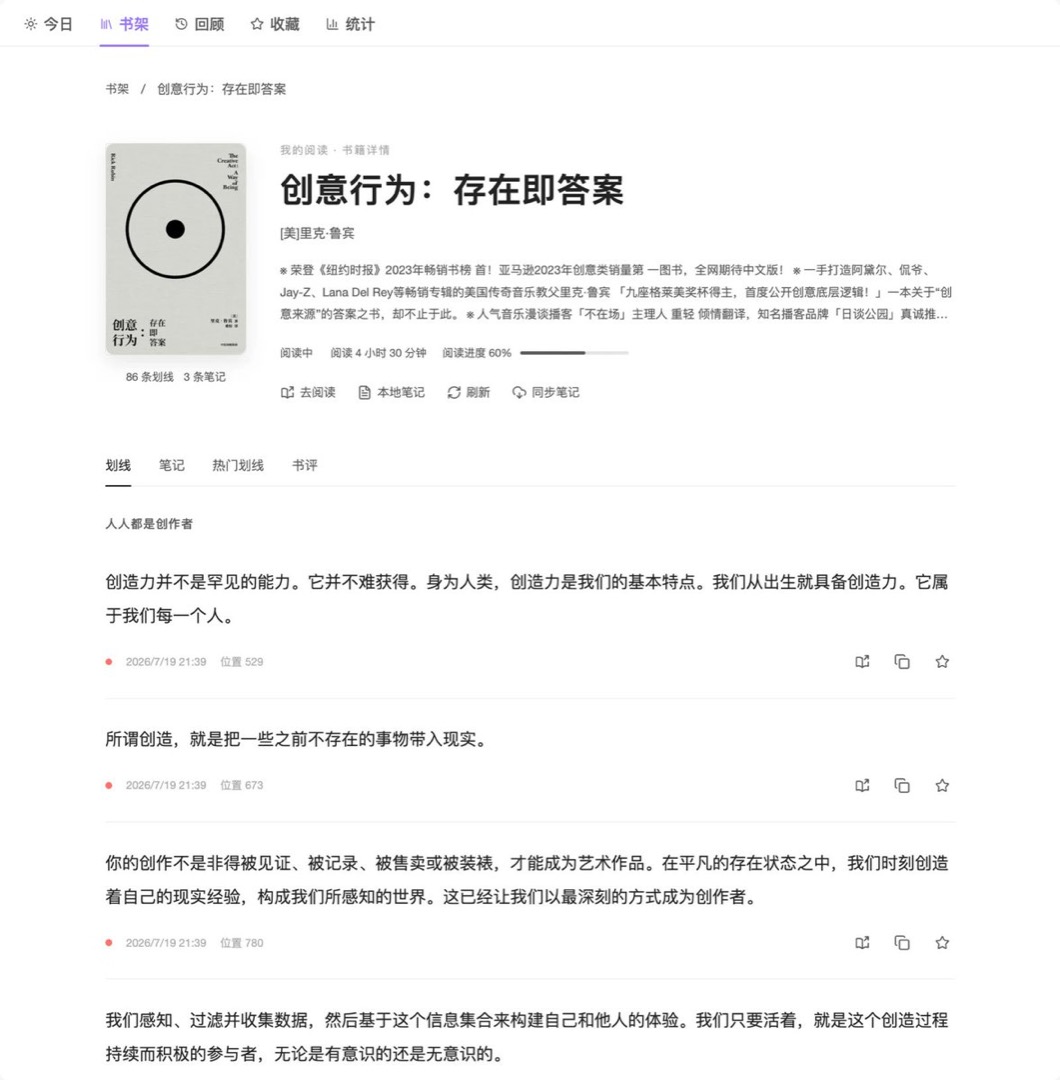 今日 书架 回顾 收藏 统计
书架 / 创意行为：存在即答案
Rick Rubin
The
Creative
Act:
A
Way
of
Being
创意行为：
存在
即
答案
86 条划线 3 条笔记
我的阅读 · 书籍详情
创意行为：存在即答案
[美]里克·鲁宾
※ 荣登《纽约时报》2023年畅销书榜 首！亚马逊2023年创意类销量第 一图书，全网期待中文版！ ※ 一手打造阿黛尔、侃爷、
Jay-Z、Lana Del Rey等畅销专辑的美国传奇音乐教父里克·鲁宾 「九座格莱美奖杯得主，首度公开创意底层逻辑！」一本关于“创
意来源”的答案之书，却不止于此。 ※ 人气音乐漫谈播客「不在场」主理人 重轻 倾情翻译，知名播客品牌「日谈公园」真诚推…
阅读中 阅读 4 小时 30 分钟 阅读进度 60%
去阅读 本地笔记 刷新 同步笔记
划线 笔记 热门划线 书评
人人都是创作者
创造力并不是罕见的能力。它并不难获得。身为人类，创造力是我们的基本特点。我们从出生就具备创造力。它属
于我们每一个人。
2026/7/19 21:39 位置 529
所谓创造，就是把一些之前不存在的事物带入现实。
2026/7/19 21:39 位置 673
你的创作不是非得被见证、被记录、被售卖或被装裱，才能成为艺术作品。在平凡的存在状态之中，我们时刻创造
着自己的现实经验，构成我们所感知的世界。这已经让我们以最深刻的方式成为创作者。
2026/7/19 21:39 位置 780
我们感知、过滤并收集数据，然后基于这个信息集合来构建自己和他人的体验。我们只要活着，就是这个创造过程
持续而积极的参与者，无论是有意识的还是无意识的。